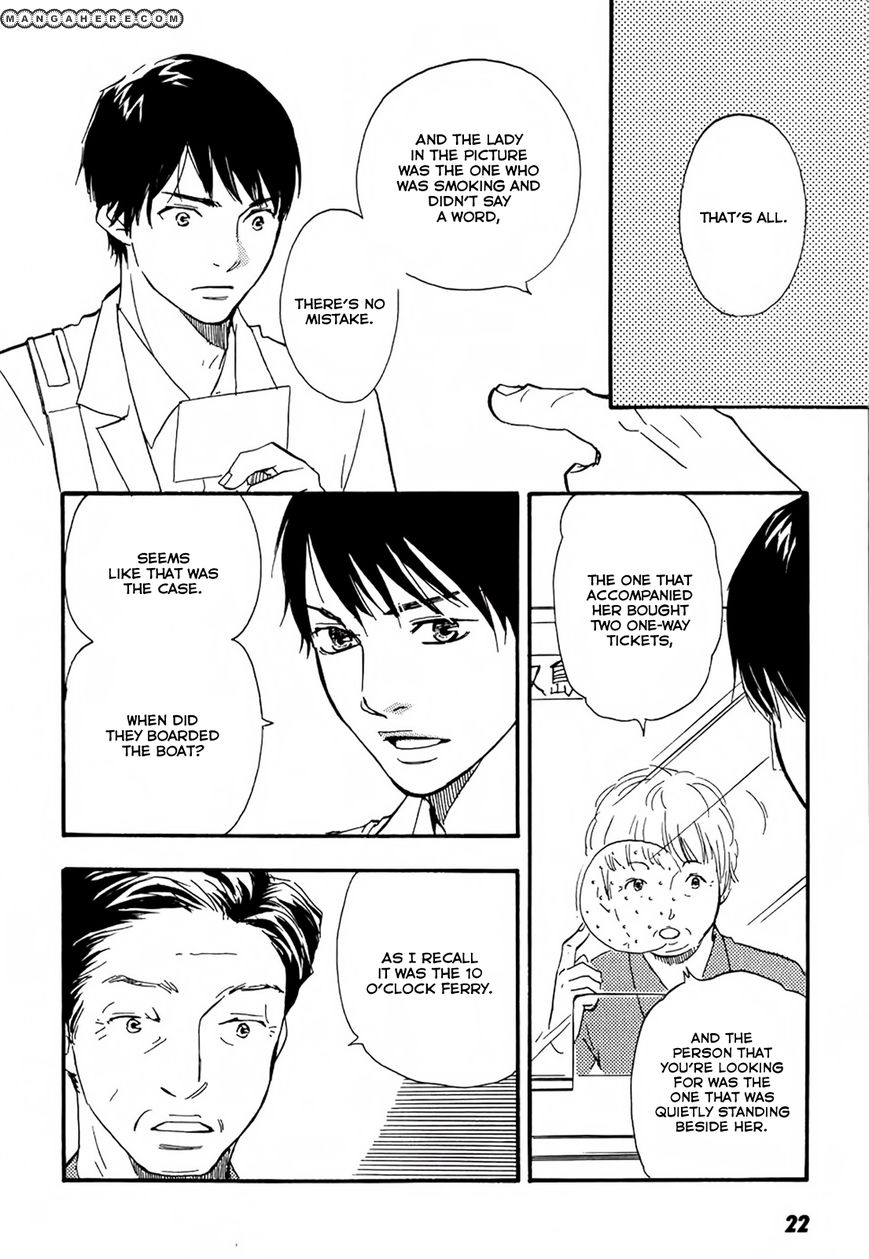 MANGAHERE.COM
THAT'S ALL.
AND THE LADY
IN THE PICTURE
WAS THE ONE WHO
WAS SMOKING AND
DIDN'T SAY
A WORD,
THERE'S NO
MISTAKE.
THE ONE THAT
ACCOMPANIED
HER BOUGHT
TWO ONE-WAY
TICKETS,
島
AND THE
PERSON THAT
YOU'RE LOOKING
FOR WAS THE
ONE THAT WAS
QUIETLY STANDING
BESIDE HER.
SEEMS
LIKE THAT WAS
THE CASE.
WHEN DID
THEY BOARDED
THE BOAT?
AS I RECALL
IT WAS THE 10
O'CLOCK FERRY.
22